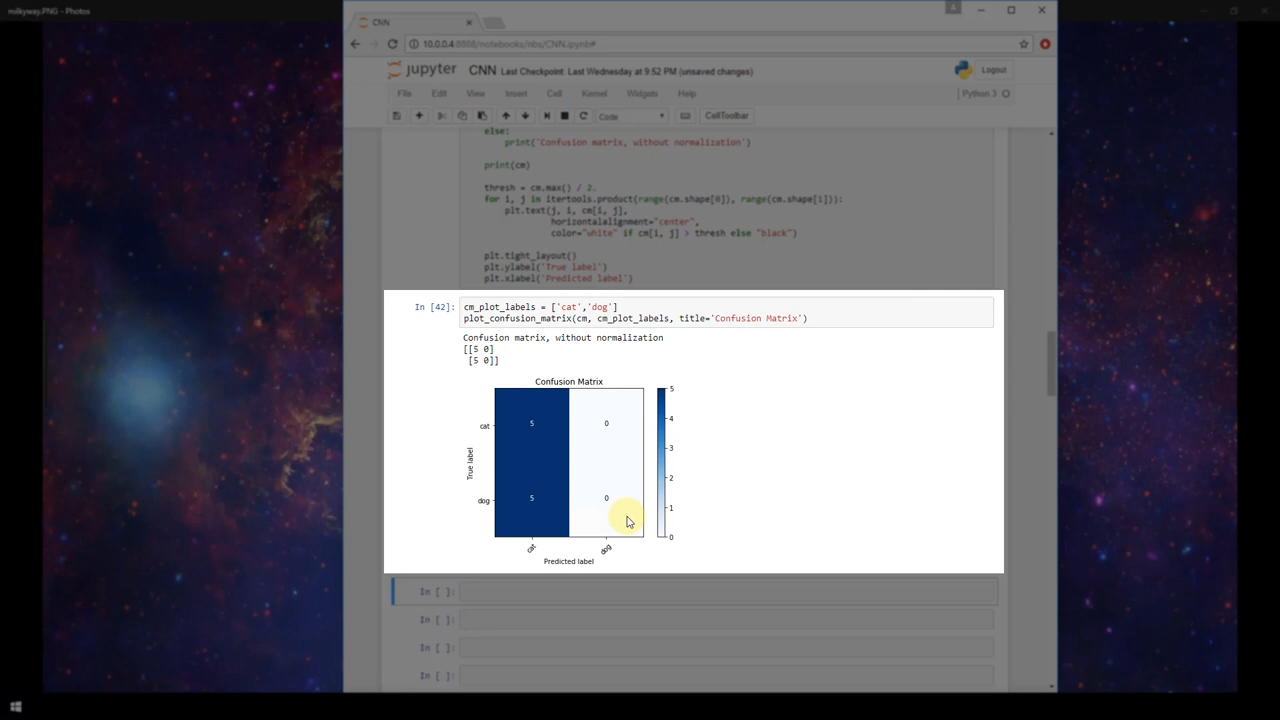 milkyway.PNG - Photos
CNN
10.0.0.4:8888/notebooks/nbs/CNN.ipynb#
jupyter CNN Last Checkpoint: Last Wednesday at 9:52 PM (unsaved changes)
Logout
File Edit View Insert Cell Kernel Widgets Help
Python 3
Code
CellToolbar
else:
print('Confusion matrix, without normalization')
print(cm)
thresh = cm.max() / 2.
for i, j in itertools.product(range(cm.shape[0]), range(cm.shape[1])):
plt.text(j, i, cm[i, j],
horizontalalignment="center",
color="white" if cm[i, j] > thresh else "black")
plt.tight_layout()
plt.ylabel('True label')
plt.xlabel('Predicted label')
In [42]:
cm_plot_labels = ['cat','dog']
plot_confusion_matrix(cm, cm_plot_labels, title='Confusion Matrix')
Confusion matrix, without normalization
[[5 0]
[5 0]]
Confusion Matrix
5
4
3
2
1
0
True label
cat
5 0
dog
5 0
cat dog
Predicted label
In [ ]:
In [ ]:
In [ ]:
In [ ]: